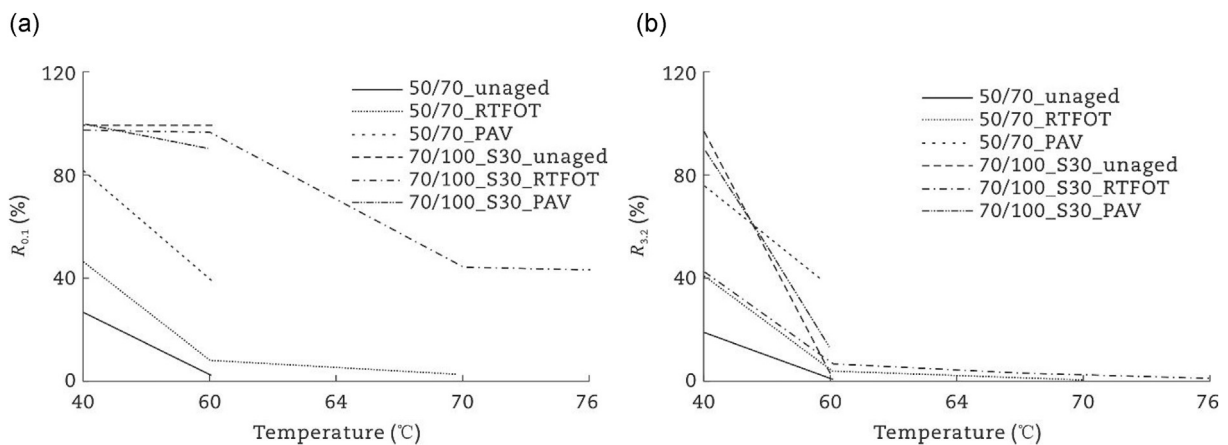 (a)
120
80
40
0
R0.1 (%)
50/70_unaged
50/70_RTFOT
50/70_PAV
70/100_S30_unaged
70/100_S30_RTFOT
70/100_S30_PAV
40 60 64 70 76
Temperature (℃)
(b)
120
80
40
0
R3.2 (%)
50/70_unaged
50/70_RTFOT
50/70_PAV
70/100_S30_unaged
70/100_S30_RTFOT
70/100_S30_PAV
40 60 64 70 76
Temperature (℃)